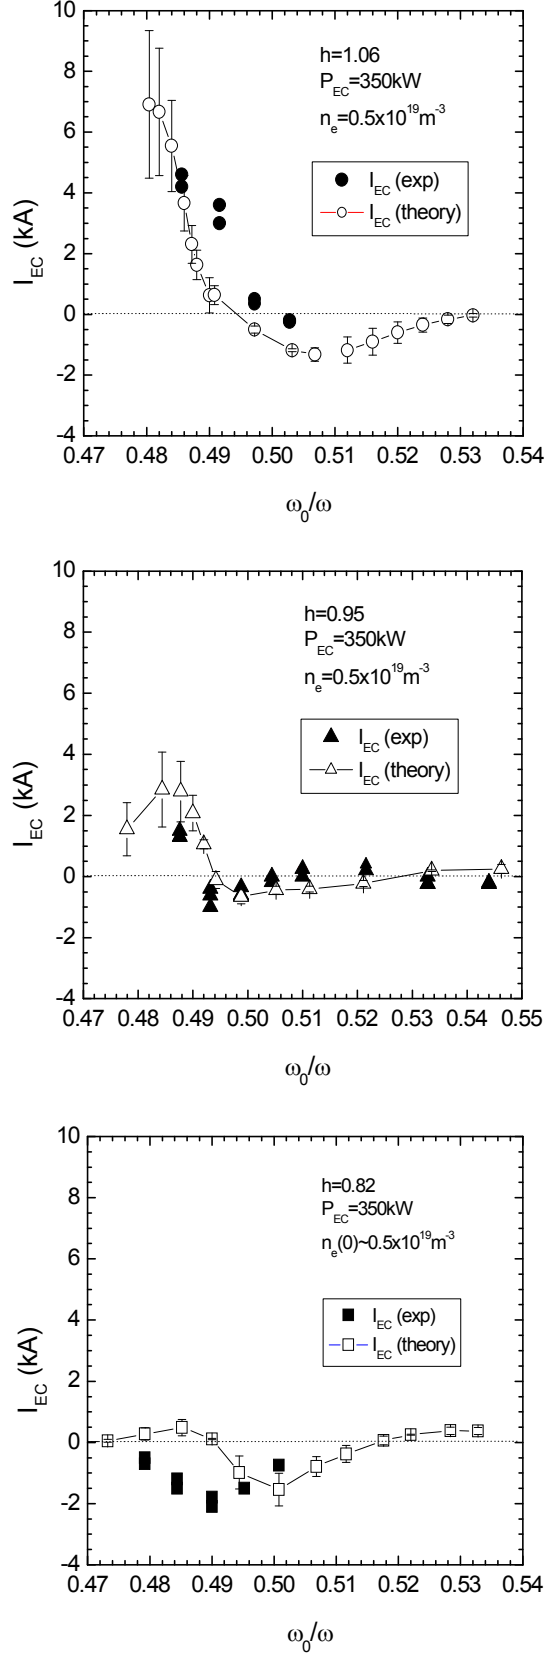 10
8
6
4
2
0
-2
-4
I_EC (kA)
h=1.06
P_EC=350kW
n_e=0.5x10^19m^-3
I_EC (exp)
I_EC (theory)
0.47 0.48 0.49 0.50 0.51 0.52 0.53 0.54
ω_0/ω
10
8
6
4
2
0
-2
-4
I_EC (kA)
h=0.95
P_EC=350kW
n_e=0.5x10^19m^-3
I_EC (exp)
I_EC (theory)
0.47 0.48 0.49 0.50 0.51 0.52 0.53 0.54 0.55
ω_0/ω
10
8
6
4
2
0
-2
-4
I_EC (kA)
h=0.82
P_EC=350kW
n_e(0)~0.5x10^19m^-3
I_EC (exp)
I_EC (theory)
0.47 0.48 0.49 0.50 0.51 0.52 0.53 0.54
ω_0/ω